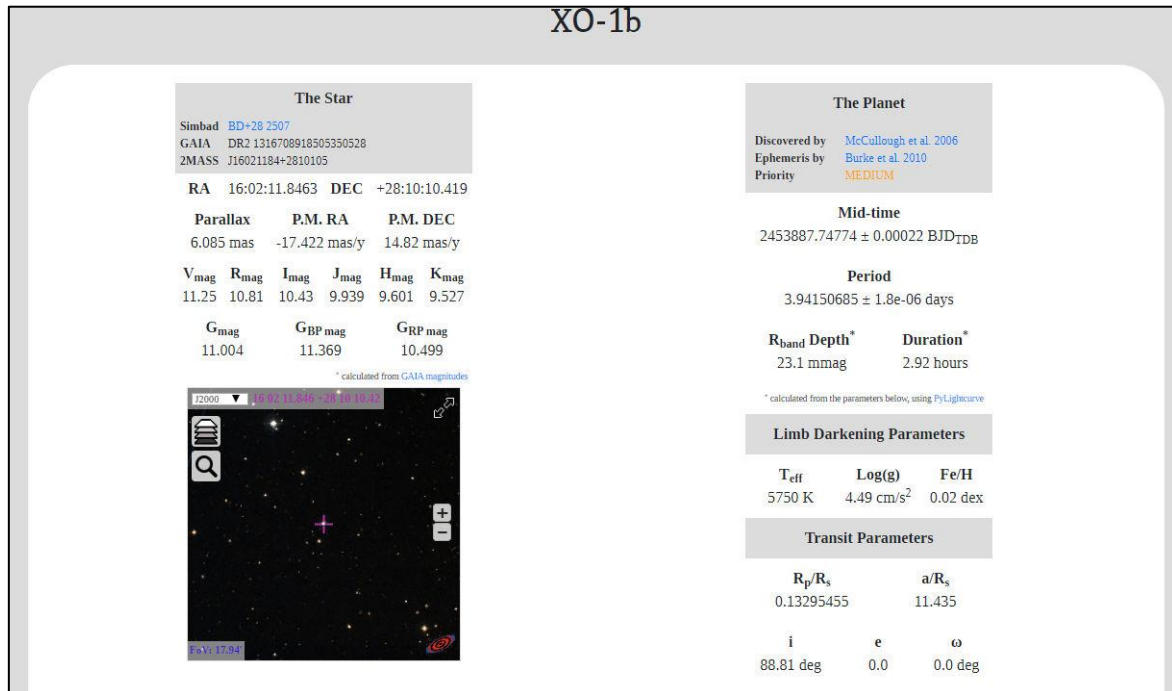 XO-1b
The Star
Simbad BD+28 2507
GAIA DR2 1316708918505350528
2MASS J16021184+2810105
RA 16:02:11.8463 DEC +28:10:10.419
Parallax P.M. RA P.M. DEC
6.085 mas -17.422 mas/y 14.82 mas/y
Vmag Rmag Imag Jmag Hmag Kmag
11.25 10.81 10.43 9.939 9.601 9.527
Gmag GBP mag GRP mag
11.004 11.369 10.499
* calculated from GAIA magnitudes
J2000 ▼ 16 02 11.846 +28 10 10.42
+
−
FoV: 17.94'
The Planet
Discovered by McCullough et al. 2006
Ephemeris by Burke et al. 2010
Priority MEDIUM
Mid-time
2453887.74774 ± 0.00022 BJDTDB
Period
3.94150685 ± 1.8e-06 days
Rband Depth* Duration*
23.1 mmag 2.92 hours
* calculated from the parameters below, using PyLightcurve
Limb Darkening Parameters
Teff Log(g) Fe/H
5750 K 4.49 cm/s² 0.02 dex
Transit Parameters
Rp/Rs a/Rs
0.13295455 11.435
i e ω
88.81 deg 0.0 0.0 deg